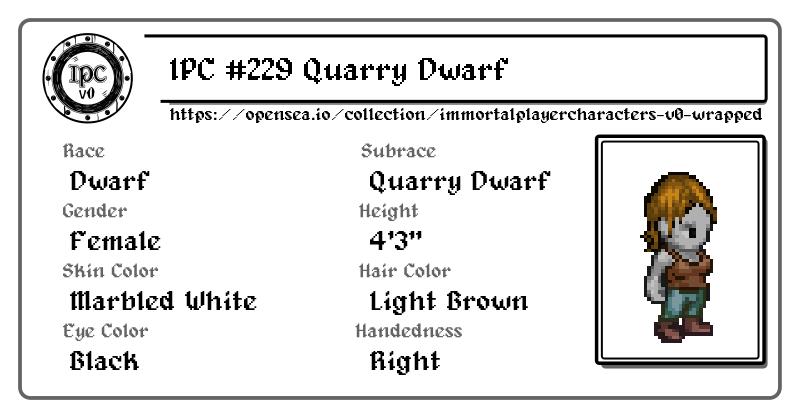 1PC
v0
1PC #229 Quarry Dwarf
https://opensea.io/collection/immortalplayercharacters-v0-wrapped
Race
Dwarf
Subrace
Quarry Dwarf
Gender
Female
Height
4'3"
Skin Color
Marbled White
Hair Color
Light Brown
Eye Color
Black
Handedness
Right